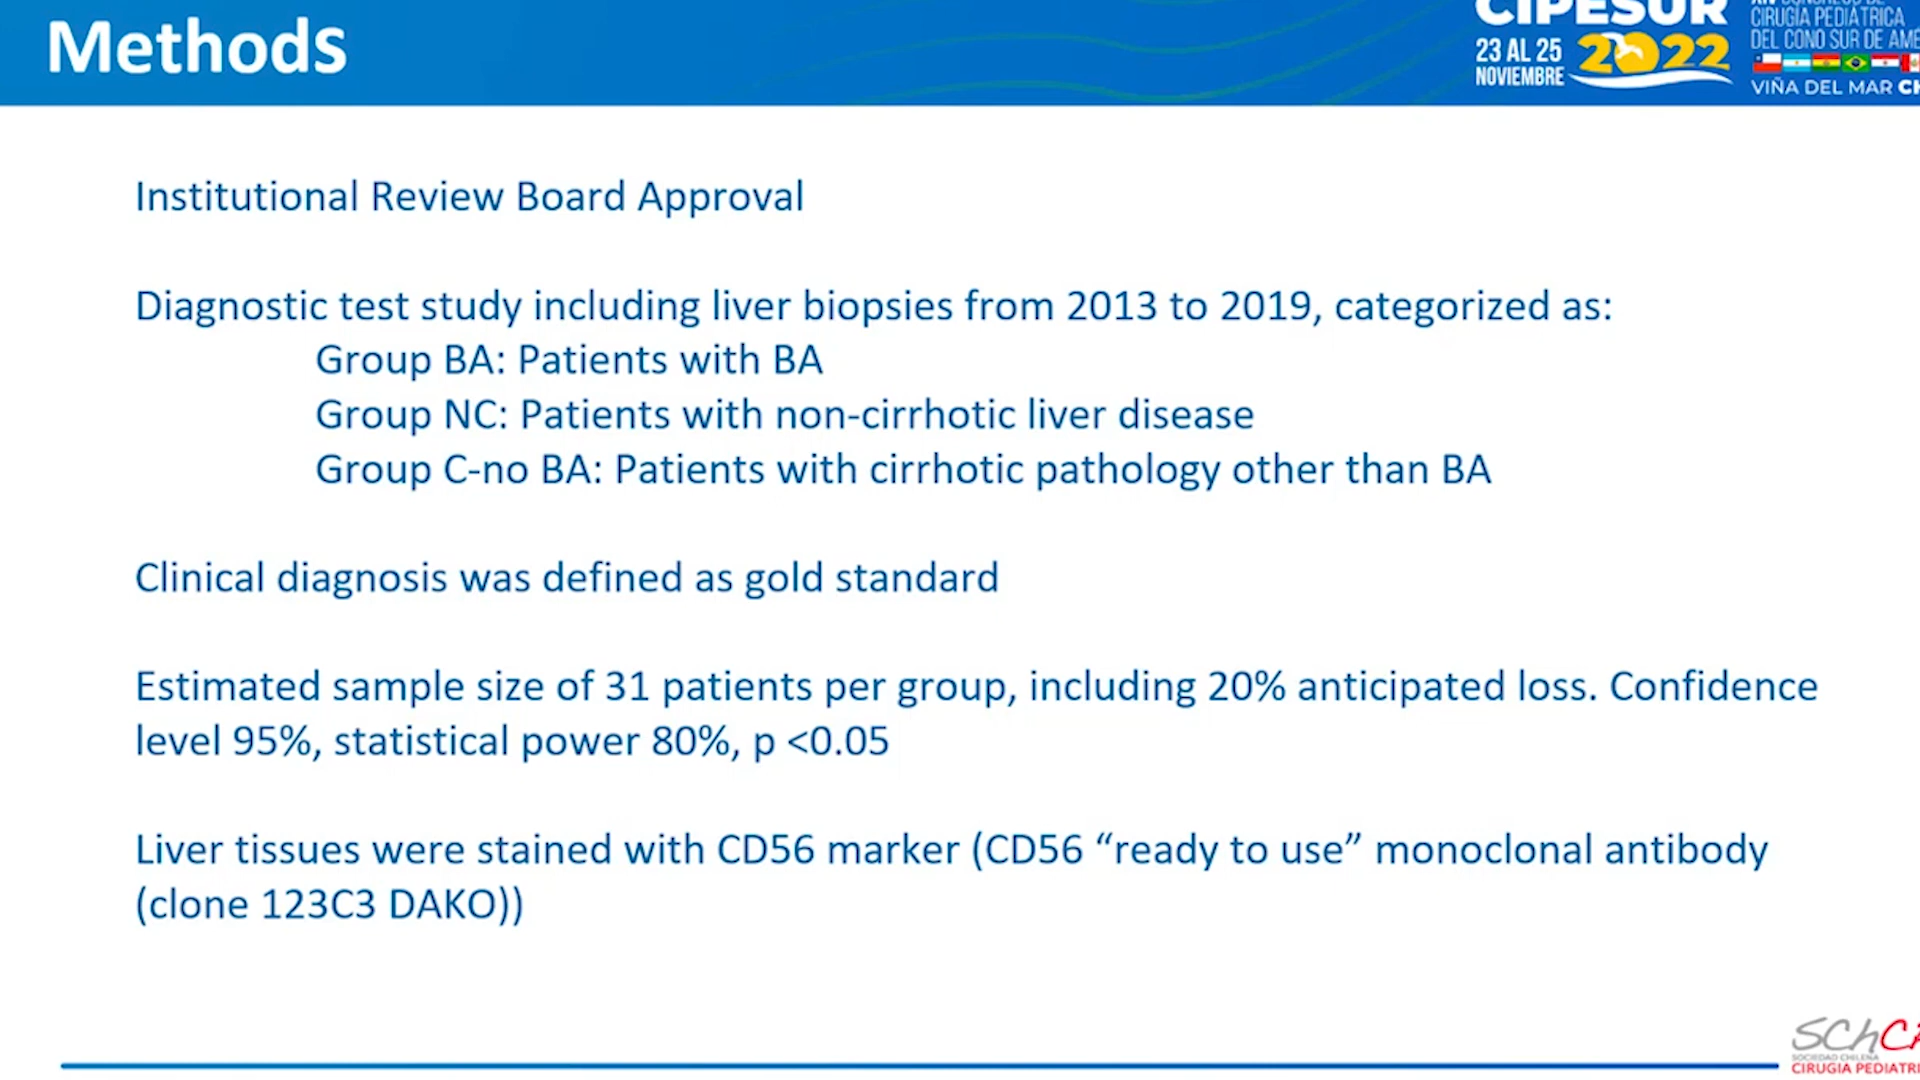 Methods
CIPESUR
23 AL 25
NOVIEMBRE
2022
CIRUGÍA PEDIÁTRICA
DEL CONO SUR DE
VIÑA DEL MAR
Institutional Review Board Approval
Diagnostic test study including liver biopsies from 2013 to 2019, categorized as:
Group BA: Patients with BA
Group NC: Patients with non-cirrhotic liver disease
Group C-no BA: Patients with cirrhotic pathology other than BA
Clinical diagnosis was defined as gold standard
Estimated sample size of 31 patients per group, including 20% anticipated loss. Confidence
level 95%, statistical power 80%, p <0.05
Liver tissues were stained with CD56 marker (CD56 “ready to use” monoclonal antibody
(clone 123C3 DAKO))
SOCIEDAD CHILENA
CIRUGIA